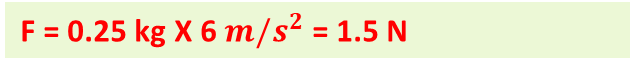 F = 0.25 kg X 6 m/s² = 1.5 N